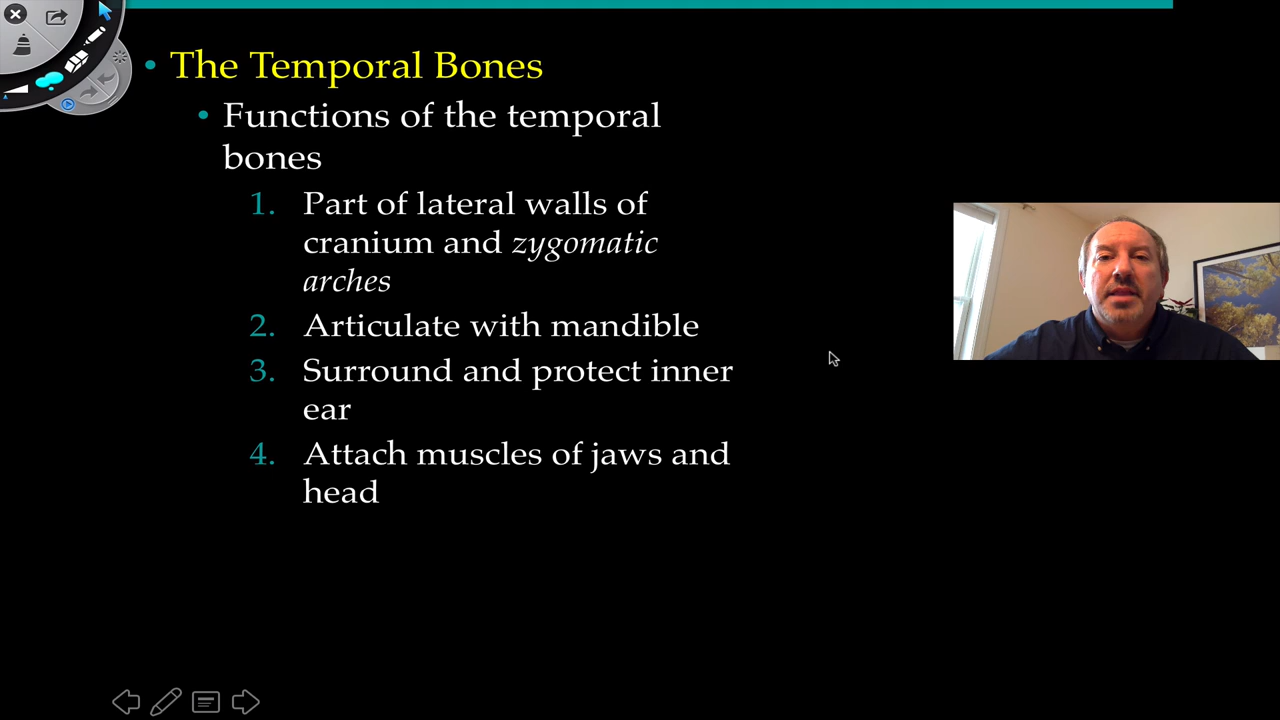 • The Temporal Bones
• Functions of the temporal
bones
1. Part of lateral walls of
cranium and zygomatic
arches
2. Articulate with mandible
3. Surround and protect inner
ear
4. Attach muscles of jaws and
head